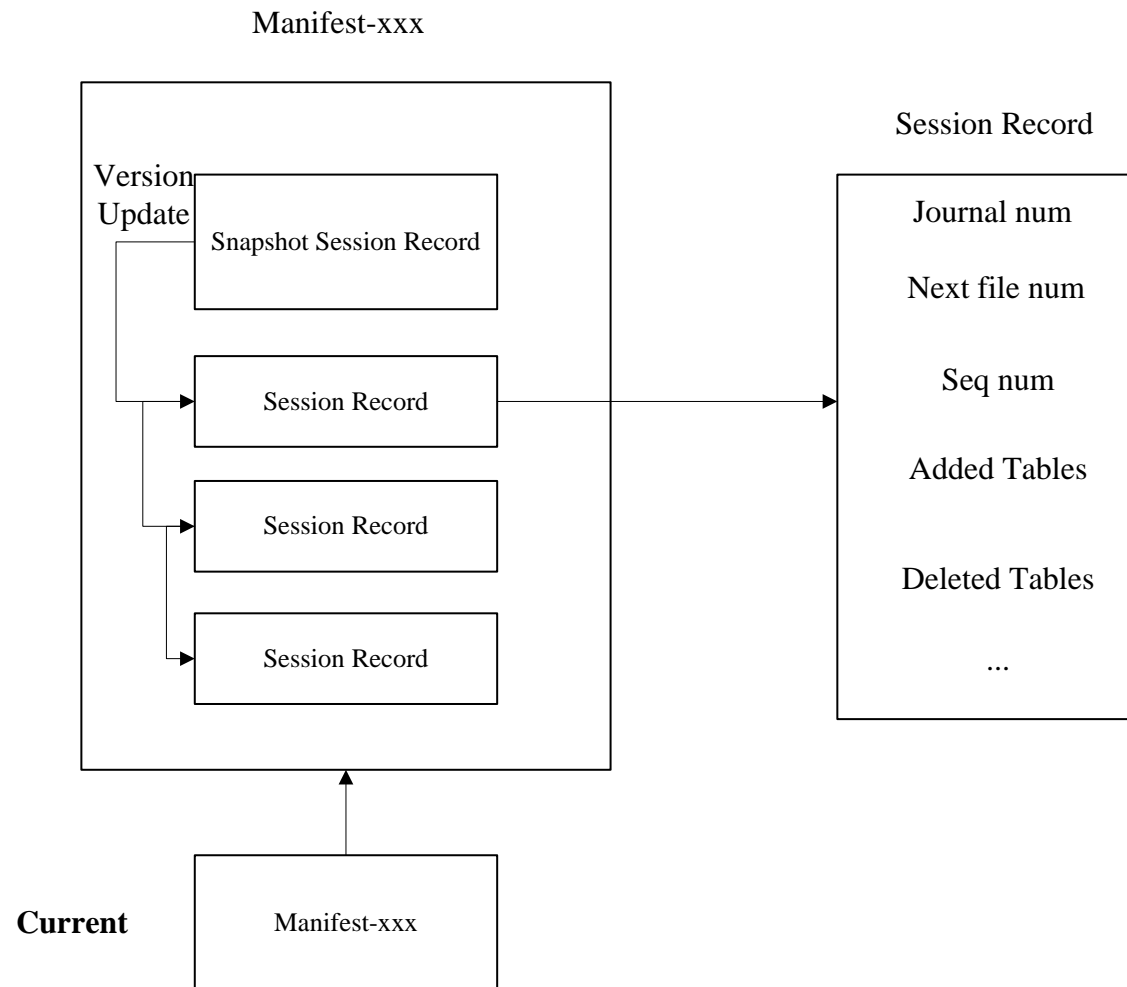 Manifest-xxx
Version
Update
Snapshot Session Record
Session Record
Session Record
Session Record
Session Record
Journal num
Next file num
Seq num
Added Tables
Deleted Tables
...
Current
Manifest-xxx